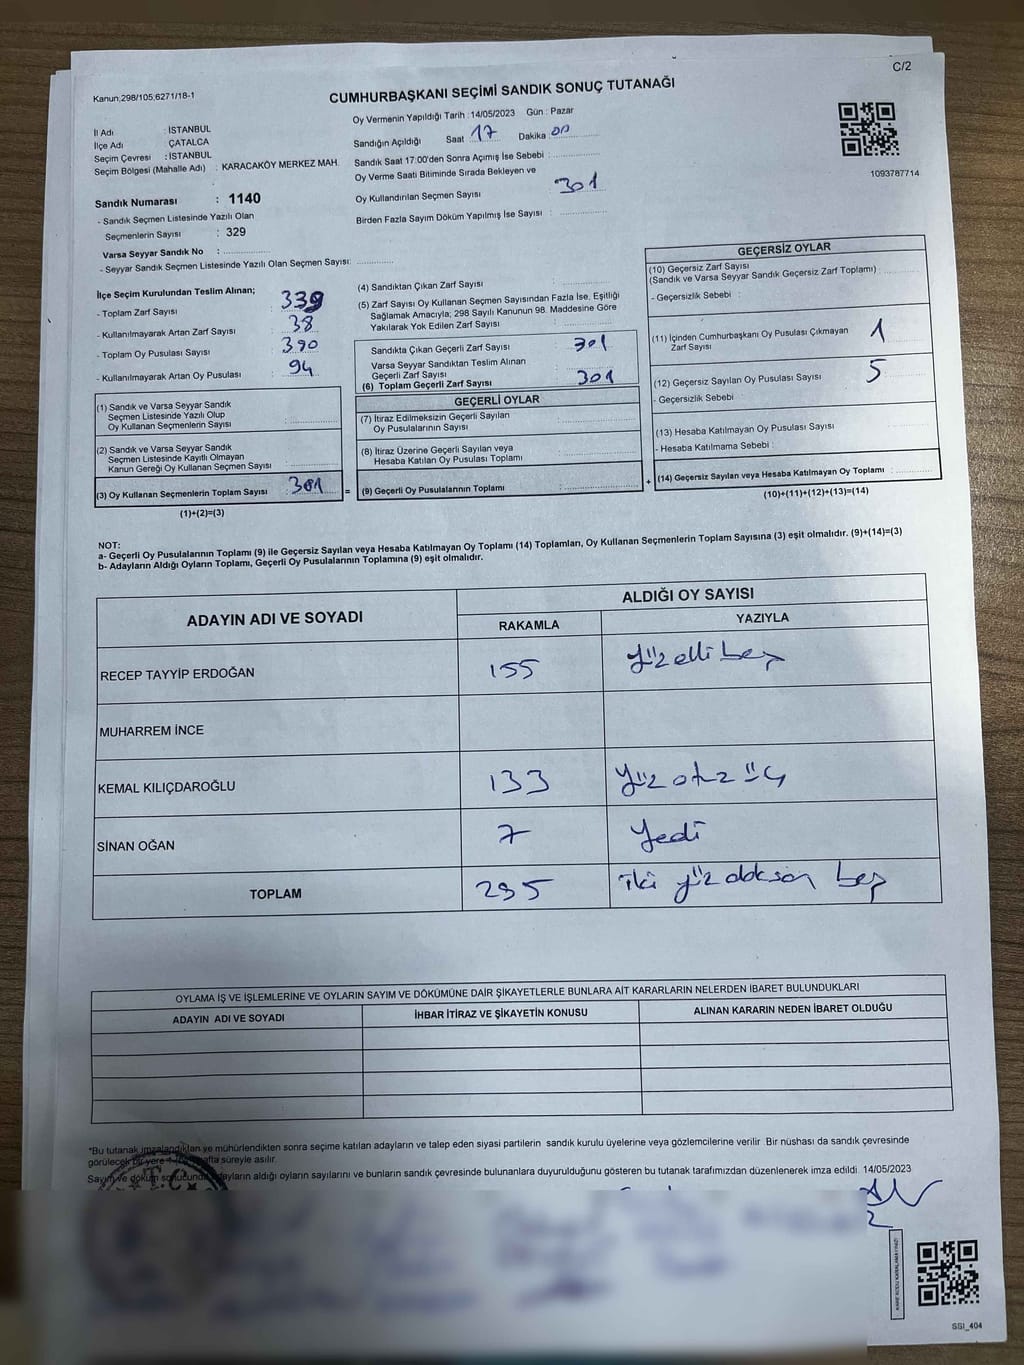 C/2
Kanun,298/105,6271/18-1
CUMHURBAŞKANI SEÇİMİ SANDIK SONUÇ TUTANAĞI
Oy Vermenin Yapıldığı Tarih :14/05/2023 Gün : Pazar
İl Adı : İSTANBUL
İlçe Adı ÇATALCA
Seçim Çevresi : İSTANBUL
Seçim Bölgesi (Mahalle Adı) : KARACAKÖY MERKEZ MAH.
Sandığın Açıldığı Saat 17 Dakika 00
Sandık Saat 17:00'den Sonra Açımış İse Sebebi :
Oy Verme Saati Bitiminde Sırada Bekleyen ve
Oy Kullandırılan Seçmen Sayısı : 301
Birden Fazla Sayım Döküm Yapılmış İse Sayısı :
1093787714
Sandık Numarası : 1140
- Sandık Seçmen Listesinde Yazılı Olan
Seçmenlerin Sayısı : 329
Varsa Seyyar Sandık No :
- Seyyar Sandık Seçmen Listesinde Yazılı Olan Seçmen Sayısı:
İlçe Seçim Kurulundan Teslim Alınan;
- Toplam Zarf Sayısı : 339
- Kullanılmayarak Artan Zarf Sayısı : 38
- Toplam Oy Pusulası Sayısı : 390
- Kullanılmayarak Artan Oy Pusulası : 94
(1) Sandık ve Varsa Seyyar Sandık
Seçmen Listesinde Yazılı Olup
Oy Kullanan Seçmenlerin Sayısı :
(2) Sandık ve Varsa Seyyar Sandık
Seçmen Listesinde Kayıtlı Olmayan
Kanun Gereği Oy Kullanan Seçmen Sayısı :
(3) Oy Kullanan Seçmenlerin Toplam Sayısı : 301 =
(1)+(2)=(3)
(4) Sandıktan Çıkan Zarf Sayısı :
(5) Zarf Sayısı Oy Kullanan Seçmen Sayısından Fazla İse, Eşitliği
Sağlamak Amacıyla; 298 Sayılı Kanunun 98. Maddesine Göre
Yakılarak Yok Edilen Zarf Sayısı :
Sandıkta Çıkan Geçerli Zarf Sayısı : 301
Varsa Seyyar Sandıktan Teslim Alınan
Geçerli Zarf Sayısı :
(6) Toplam Geçerli Zarf Sayısı : 301
GEÇERLİ OYLAR
(7) İtiraz Edilmeksizin Geçerli Sayılan
Oy Pusulalarının Sayısı :
(8) İtiraz Üzerine Geçerli Sayılan veya
Hesaba Katılan Oy Pusulası Toplamı :
(9) Geçerli Oy Pusulalarının Toplamı : +
GEÇERSİZ OYLAR
(10) Geçersiz Zarf Sayısı
(Sandık ve Varsa Seyyar Sandık Geçersiz Zarf Toplamı) :
- Geçersizlik Sebebi :
(11) İçinden Cumhurbaşkanı Oy Pusulası Çıkmayan
Zarf Sayısı : 1
(12) Geçersiz Sayılan Oy Pusulası Sayısı : 5
- Geçersizlik Sebebi :
(13) Hesaba Katılmayan Oy Pusulası Sayısı :
- Hesaba Katılmama Sebebi :
(14) Geçersiz Sayılan veya Hesaba Katılmayan Oy Toplamı :
(10)+(11)+(12)+(13)=(14)
NOT:
a- Geçerli Oy Pusulalarının Toplamı (9) ile Geçersiz Sayılan veya Hesaba Katılmayan Oy Toplamı (14) Toplamları, Oy Kullanan Seçmenlerin Toplam Sayısına (3) eşit olmalıdır. (9)+(14)=(3)
b- Adayların Aldığı Oyların Toplamı, Geçerli Oy Pusulalarının Toplamına (9) eşit olmalıdır.
ADAYIN ADI VE SOYADI ALDIĞI OY SAYISI
RAKAMLA YAZIYLA
RECEP TAYYİP ERDOĞAN 155 Yüz elli beş
MUHARREM İNCE
KEMAL KILIÇDAROĞLU 133 Yüz otuz üç
SİNAN OĞAN 7 Yedi
TOPLAM 295 iki yüz doksan beş
OYLAMA İŞ VE İŞLEMLERİNE VE OYLARIN SAYIM VE DÖKÜMÜNE DAİR ŞİKAYETLERLE BUNLARA AİT KARARLARIN NELERDEN İBARET BULUNDUKLARI
ADAYIN ADI VE SOYADI İHBAR İTİRAZ VE ŞİKAYETİN KONUSU ALINAN KARARIN NEDEN İBARET OLDUĞU
*Bu tutanak imzalandıktan ve mühürlendikten sonra seçime katılan adayların ve talep eden siyasi partilerin sandık kurulu üyelerine veya gözlemcilerine verilir Bir nüshası da sandık çevresinde
görülecek bir yere hafta süreyle asılır.
Sayım ve döküm sonucunda adayların aldığı oyların sayılarını ve bunların sandık çevresinde bulunanlara duyurulduğunu gösteren bu tutanak tarafımızdan düzenlenerek imza edildi. 14/05/2023
T.C
SSI_404